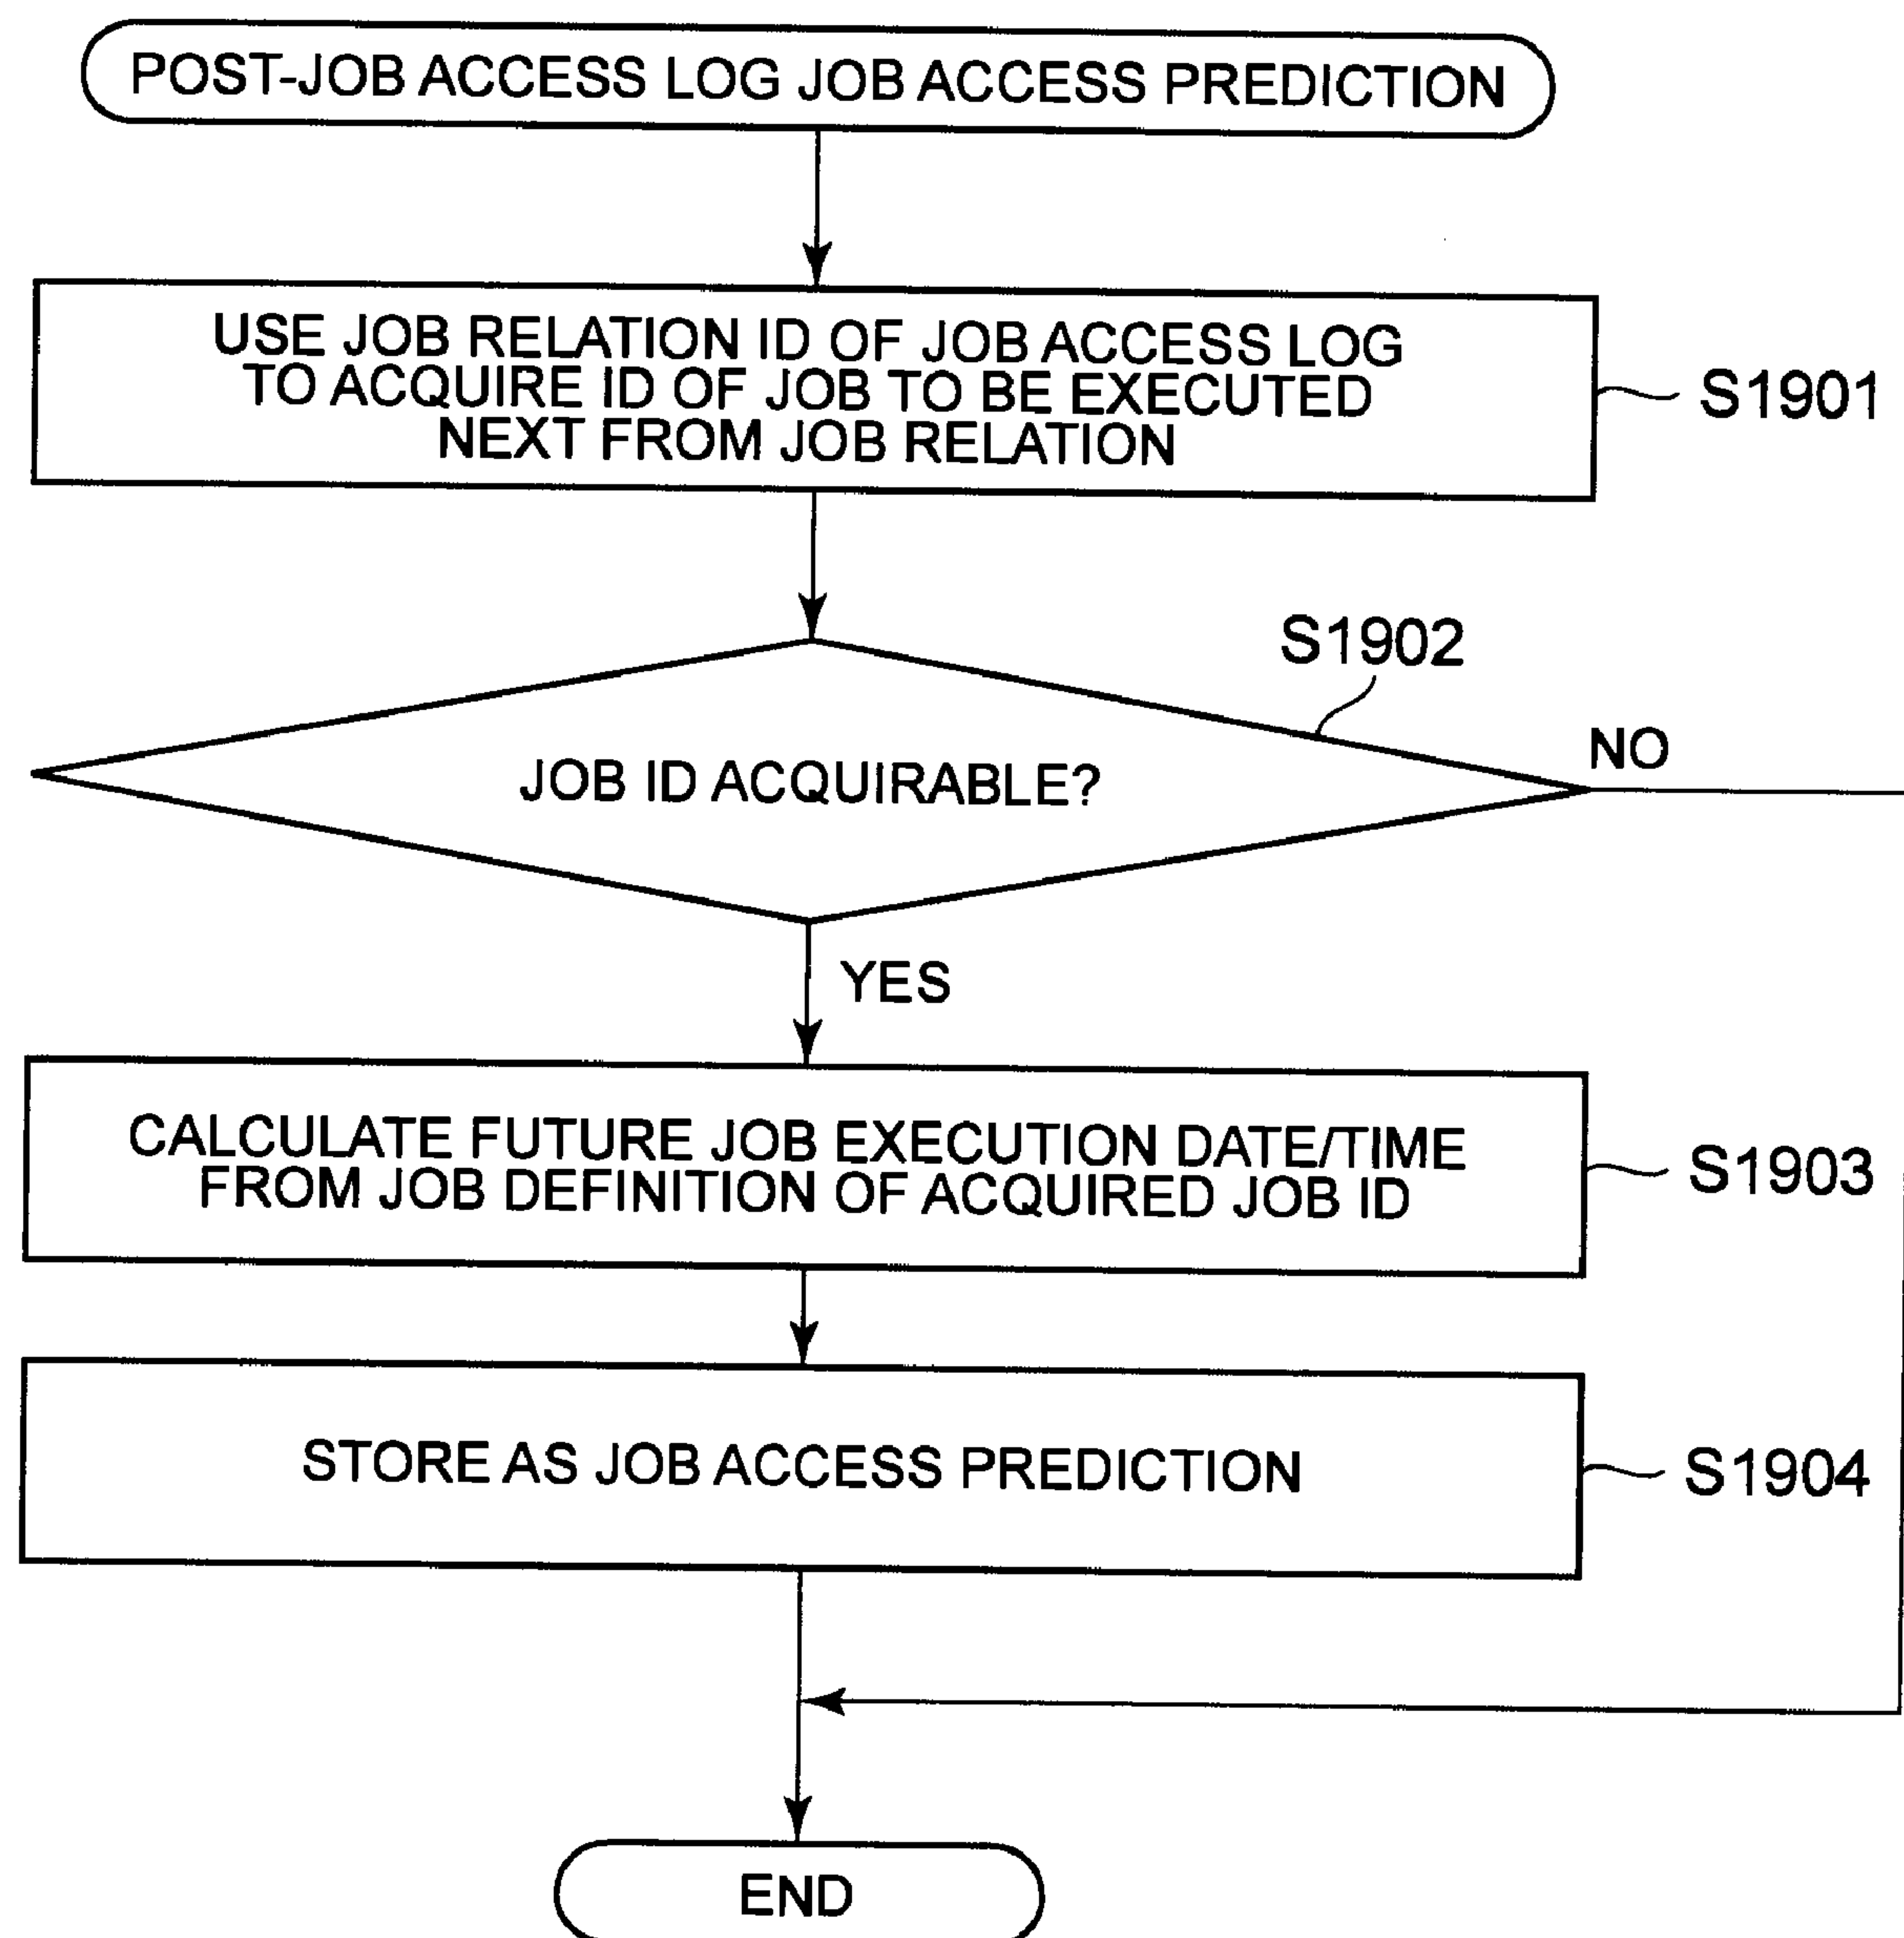 POST-JOB ACCESS LOG JOB ACCESS PREDICTION
USE JOB RELATION ID OF JOB ACCESS LOG
TO ACQUIRE ID OF JOB TO BE EXECUTED
NEXT FROM JOB RELATION
S1901
S1902
JOB ID ACQUIRABLE?
NO
YES
CALCULATE FUTURE JOB EXECUTION DATE/TIME
FROM JOB DEFINITION OF ACQUIRED JOB ID
S1903
STORE AS JOB ACCESS PREDICTION
S1904
END